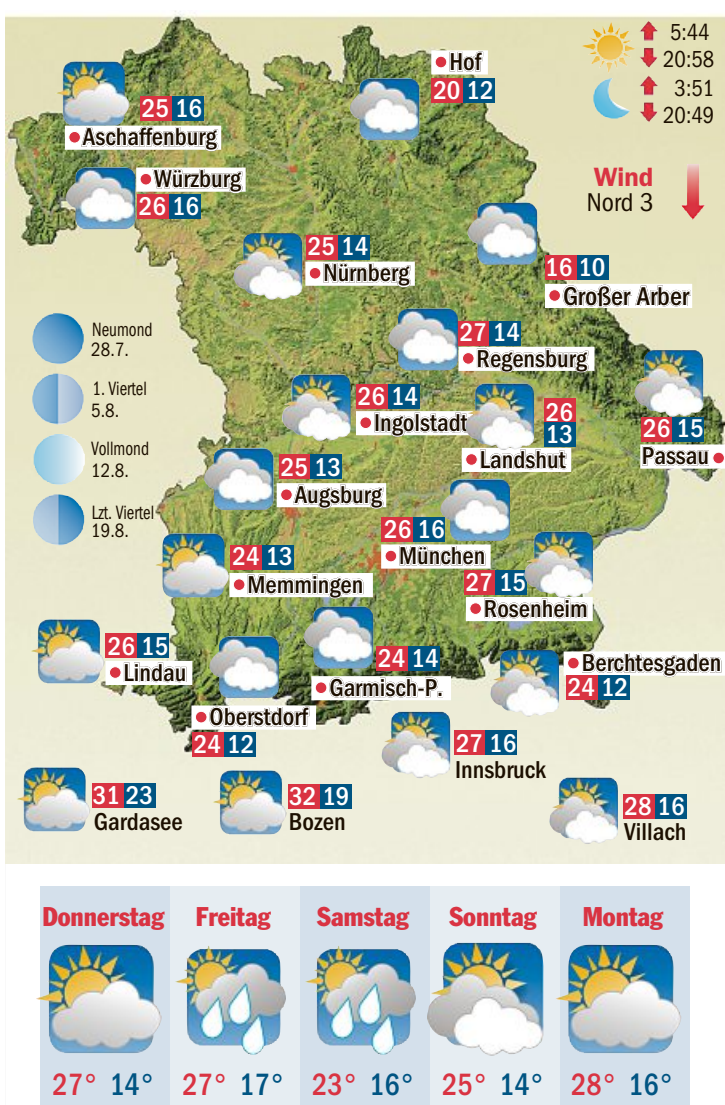 5:44
20:58
3:51
20:49
Wind
Nord 3
Hof
20 12
25 16
Aschaffenburg
Würzburg
26 16
25 14
Nürnberg
16 10
Großer Arber
Neumond
28.7.
1. Viertel
5.8.
Vollmond
12.8.
Lzt. Viertel
19.8.
27 14
Regensburg
26 14
Ingolstadt
26
13
Landshut
26 15
Passau
25 13
Augsburg
26 16
München
24 13
Memmingen
27 15
Rosenheim
26 15
Lindau
24 14
Garmisch-P.
Berchtesgaden
24 12
Oberstdorf
24 12
27 16
Innsbruck
31 23
Gardasee
32 19
Bozen
28 16
Villach
Donnerstag Freitag Samstag Sonntag Montag
27° 14° 27° 17° 23° 16° 25° 14° 28° 16°